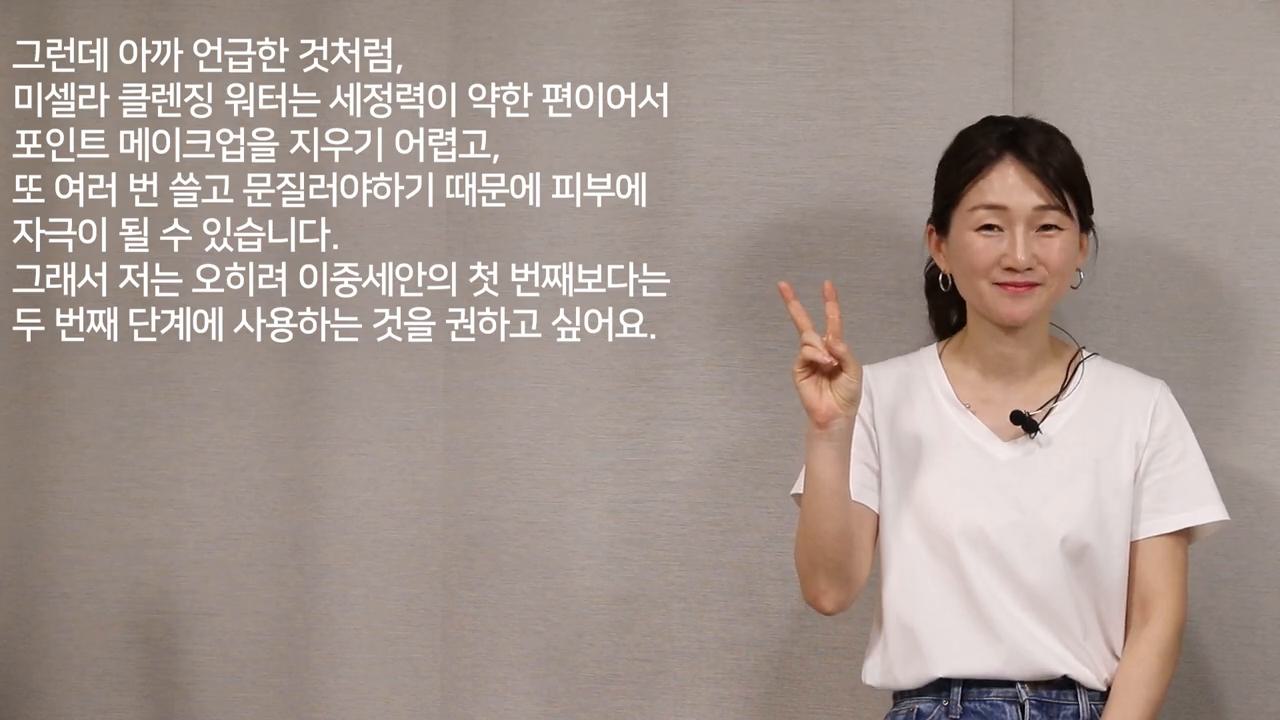 그런데 아까 언급한 것처럼,
미셀라 클렌징 워터는 세정력이 약한 편이어서
포인트 메이크업을 지우기 어렵고,
또 여러 번 쓸고 문질러야하기 때문에 피부에
자극이 될 수 있습니다.
그래서 저는 오히려 이중세안의 첫 번째보다는
두 번째 단계에 사용하는 것을 권하고 싶어요.